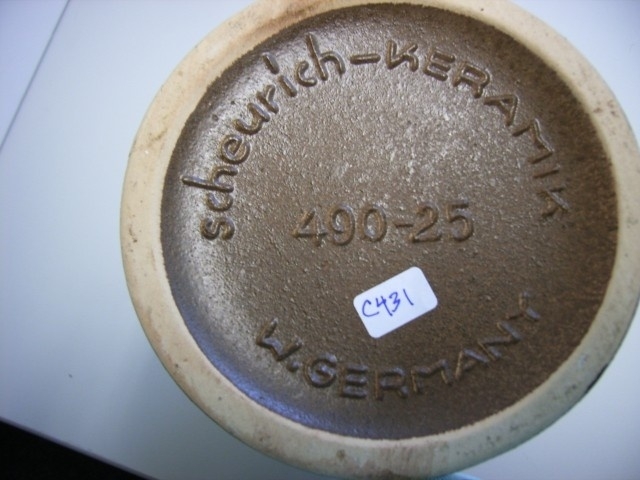 scheurich-KERAMIK
490-25
C431
W. GERMANY